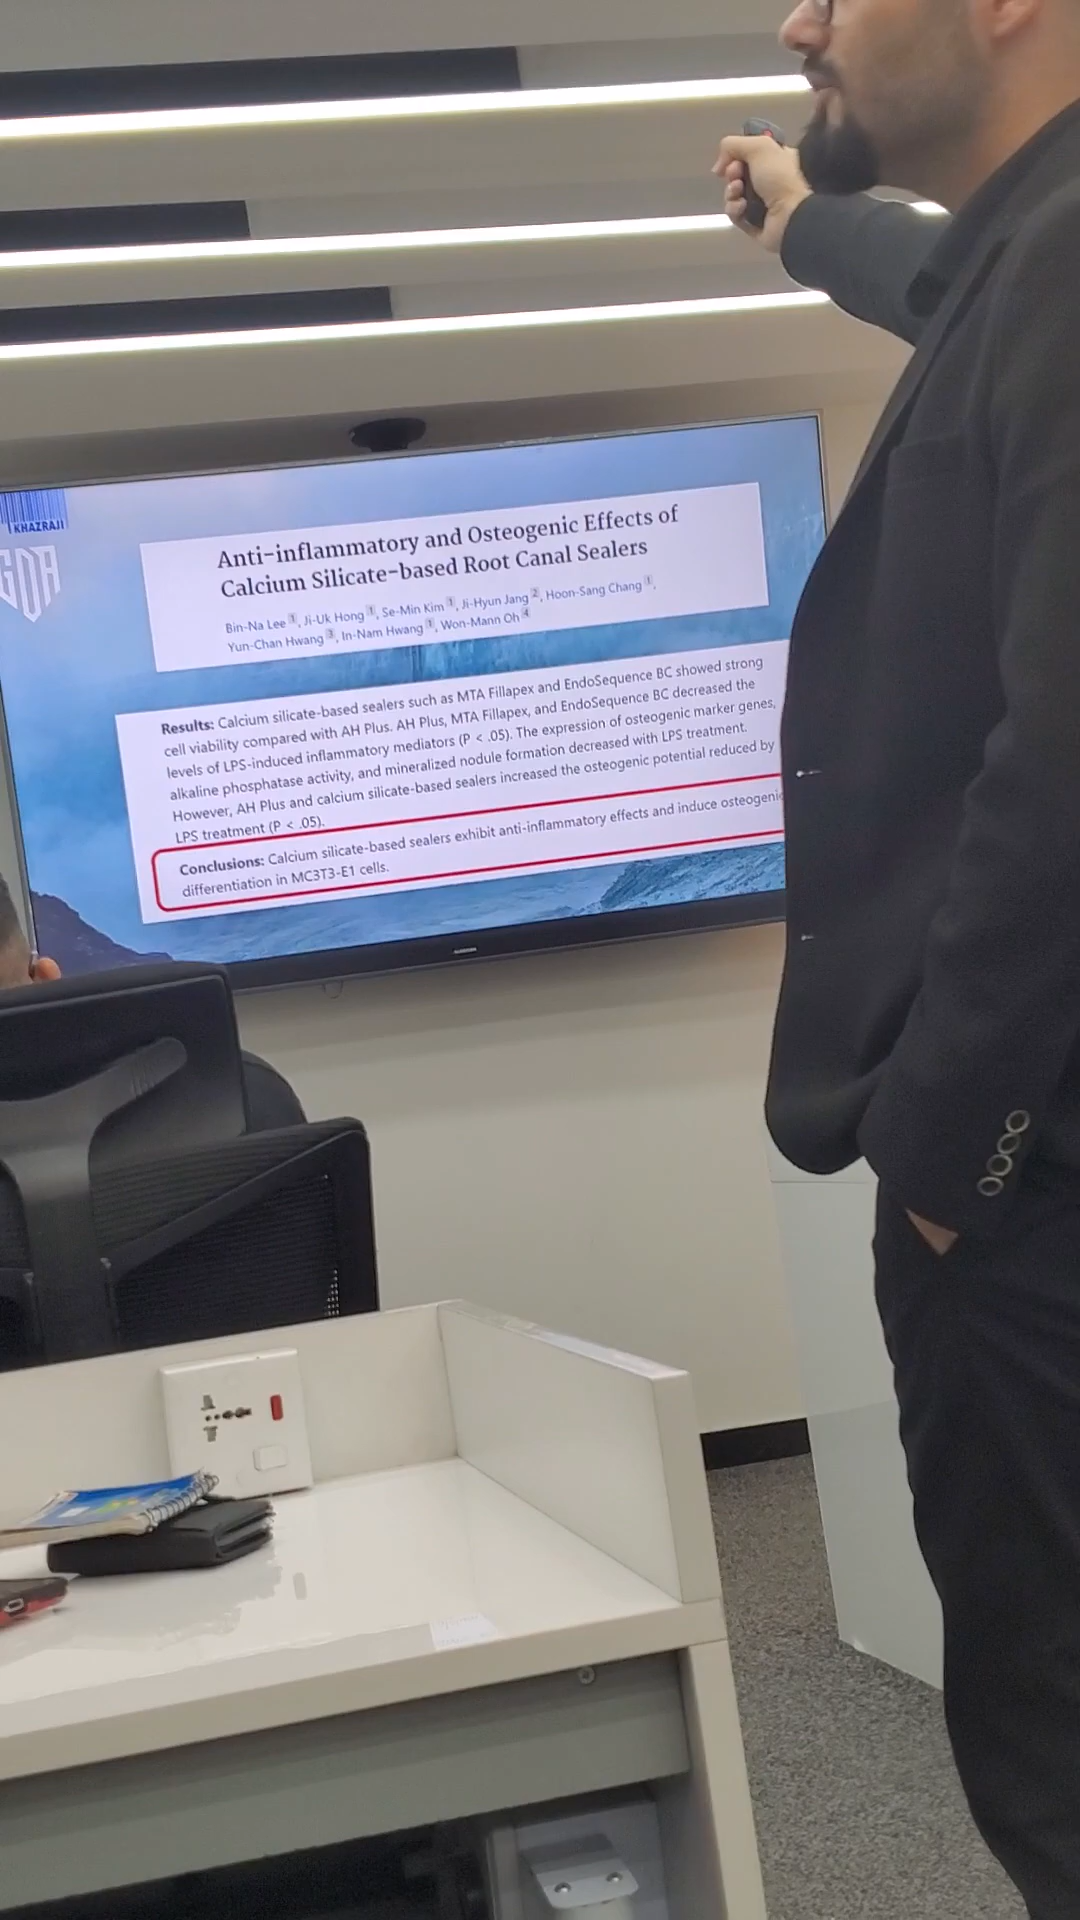 KHAZRAJI
GDA
Anti-inflammatory and Osteogenic Effects of
Calcium Silicate-based Root Canal Sealers
Bin-Na Lee 1, Ji-Uk Hong 1, Se-Min Kim 1, Ji-Hyun Jang 2, Hoon-Sang Chang 1,
Yun-Chan Hwang 3, In-Nam Hwang 1, Won-Mann Oh 4
Results: Calcium silicate-based sealers such as MTA Fillapex and EndoSequence BC showed strong
cell viability compared with AH Plus. AH Plus, MTA Fillapex, and EndoSequence BC decreased the
levels of LPS-induced inflammatory mediators (P < .05). The expression of osteogenic marker genes,
alkaline phosphatase activity, and mineralized nodule formation decreased with LPS treatment.
However, AH Plus and calcium silicate-based sealers increased the osteogenic potential reduced by
LPS treatment (P < .05).
Conclusions: Calcium silicate-based sealers exhibit anti-inflammatory effects and induce osteogenic
differentiation in MC3T3-E1 cells.